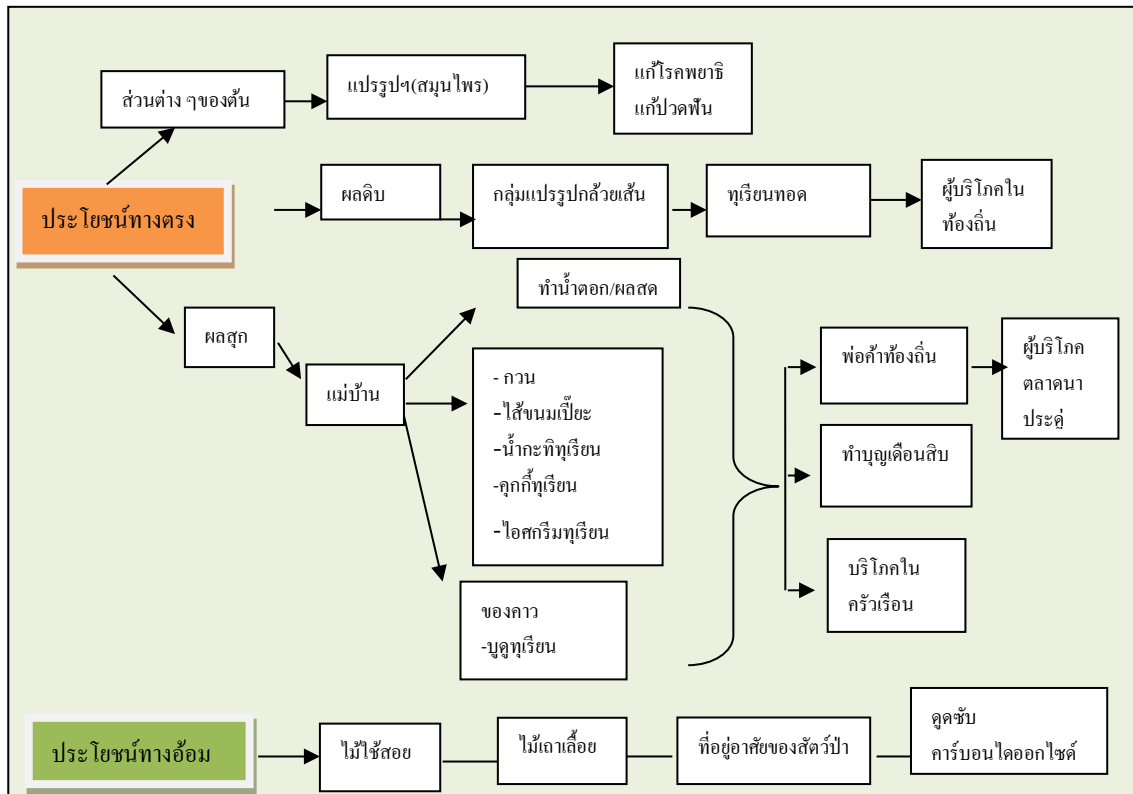 ส่วนต่าง ๆของต้น
แปรรูปฯ(สมุนไพร)
แก้โรคพยาธิ
แก้ปวดฟัน
ประโยชน์ทางตรง
ผลดิบ
กลุ่มแปรรูปกล้วยเส้น
ทุเรียนทอด
ผู้บริโภคใน
ท้องถิ่น
ผลสุก
แม่บ้าน
ทำน้ำตอก/ผลสด
- กวน
-ไส้ขนมเปี๊ยะ
-น้ำกะทิทุเรียน
-คุกกี้ทุเรียน
-ไอศกรีมทุเรียน
ของคาว
-บูดูทุเรียน
พ่อค้าท้องถิ่น
ผู้บริโภค
ตลาดนา
ประดู่
ทำบุญเดือนสิบ
บริโภคใน
ครัวเรือน
ประโยชน์ทางอ้อม
ไม้ใช้สอย
ไม้เถาเลื้อย
ที่อยู่อาศัยของสัตว์ป่า
ดูดซับ
คาร์บอนไดออกไซด์